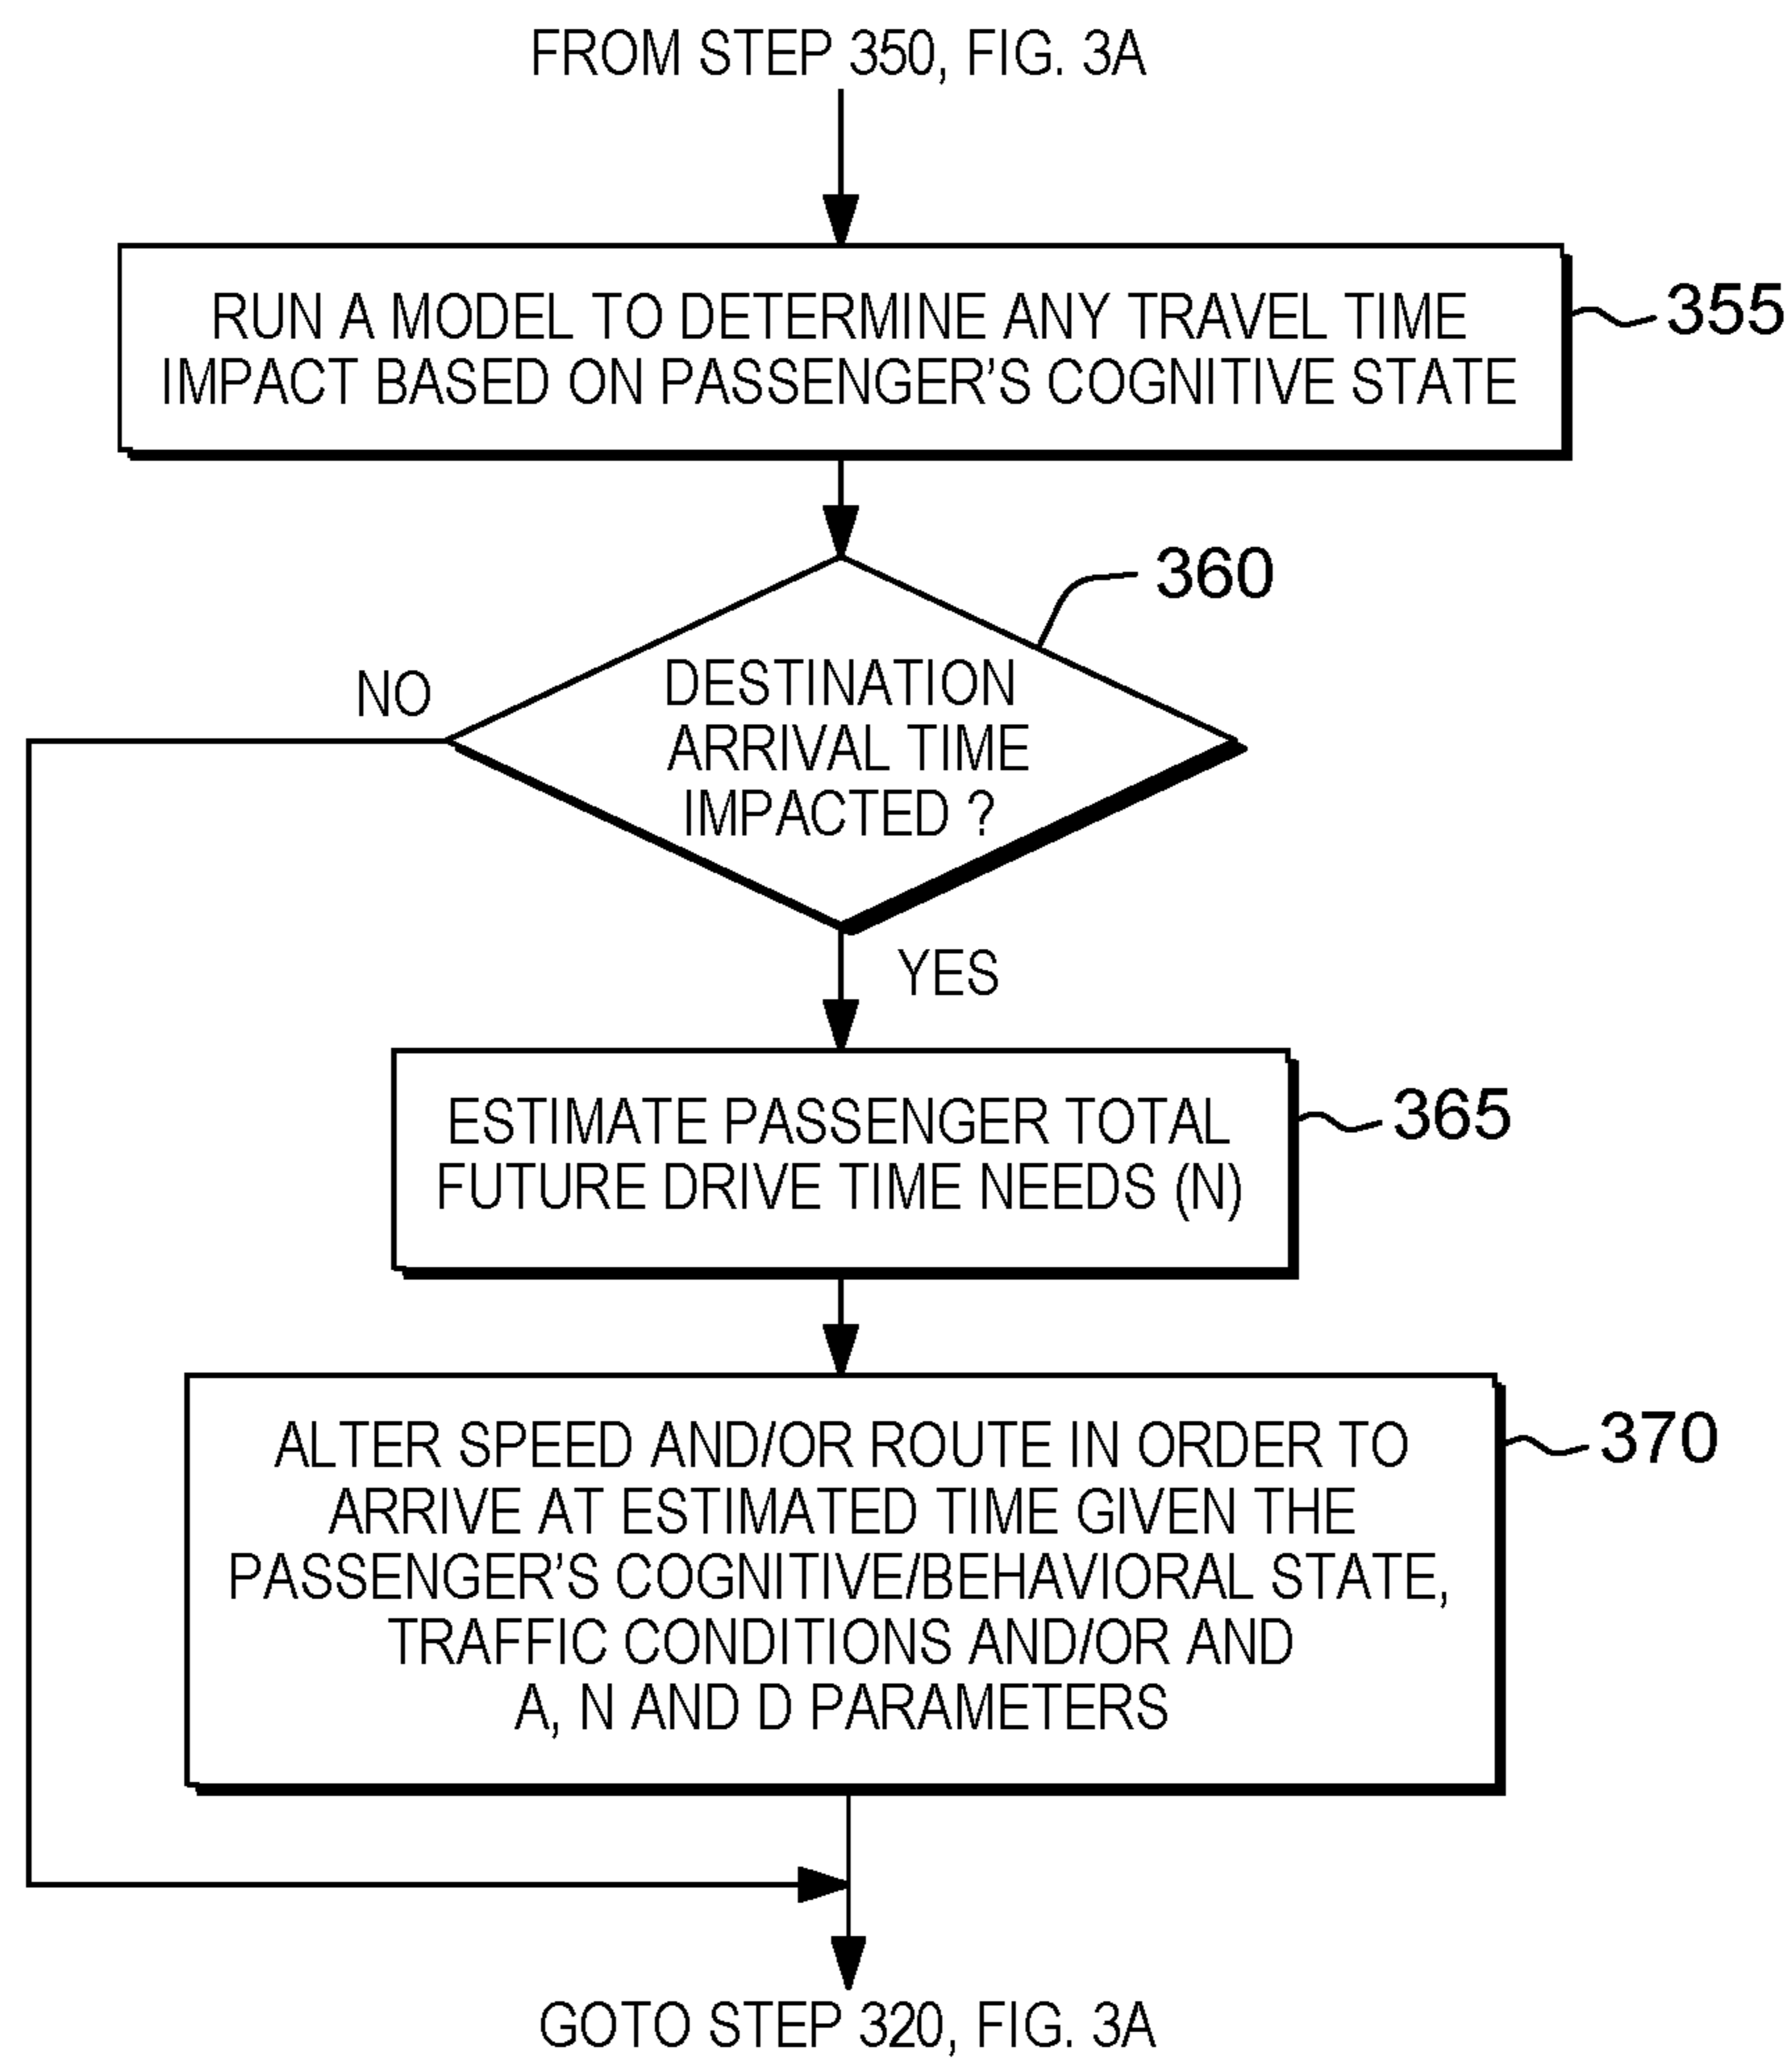 FROM STEP 350, FIG. 3A
RUN A MODEL TO DETERMINE ANY TRAVEL TIME
IMPACT BASED ON PASSENGER'S COGNITIVE STATE
355
360
NO
DESTINATION
ARRIVAL TIME
IMPACTED ?
YES
ESTIMATE PASSENGER TOTAL
FUTURE DRIVE TIME NEEDS (N)
365
ALTER SPEED AND/OR ROUTE IN ORDER TO
ARRIVE AT ESTIMATED TIME GIVEN THE
PASSENGER'S COGNITIVE/BEHAVIORAL STATE,
TRAFFIC CONDITIONS AND/OR AND
A, N AND D PARAMETERS
370
GOTO STEP 320, FIG. 3A